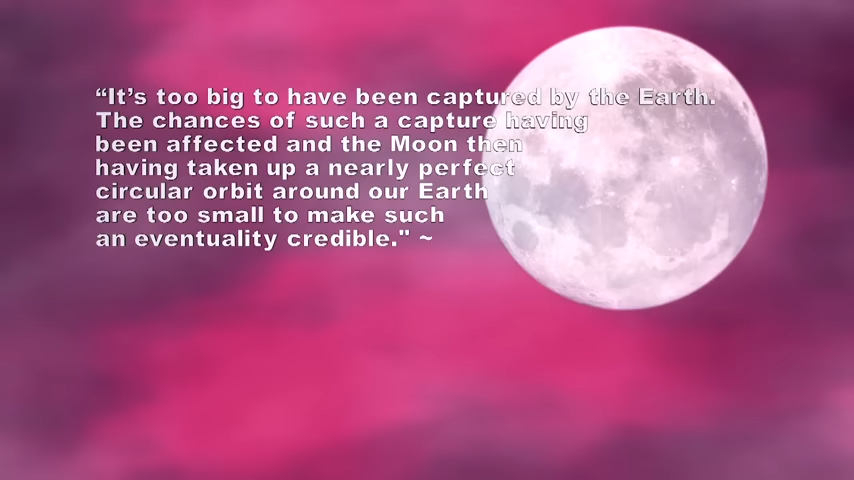 “It’s too big to have been captured by the Earth.
The chances of such a capture having
been affected and the Moon then
having taken up a nearly perfect
circular orbit around our Earth
are too small to make such
an eventuality credible." ~